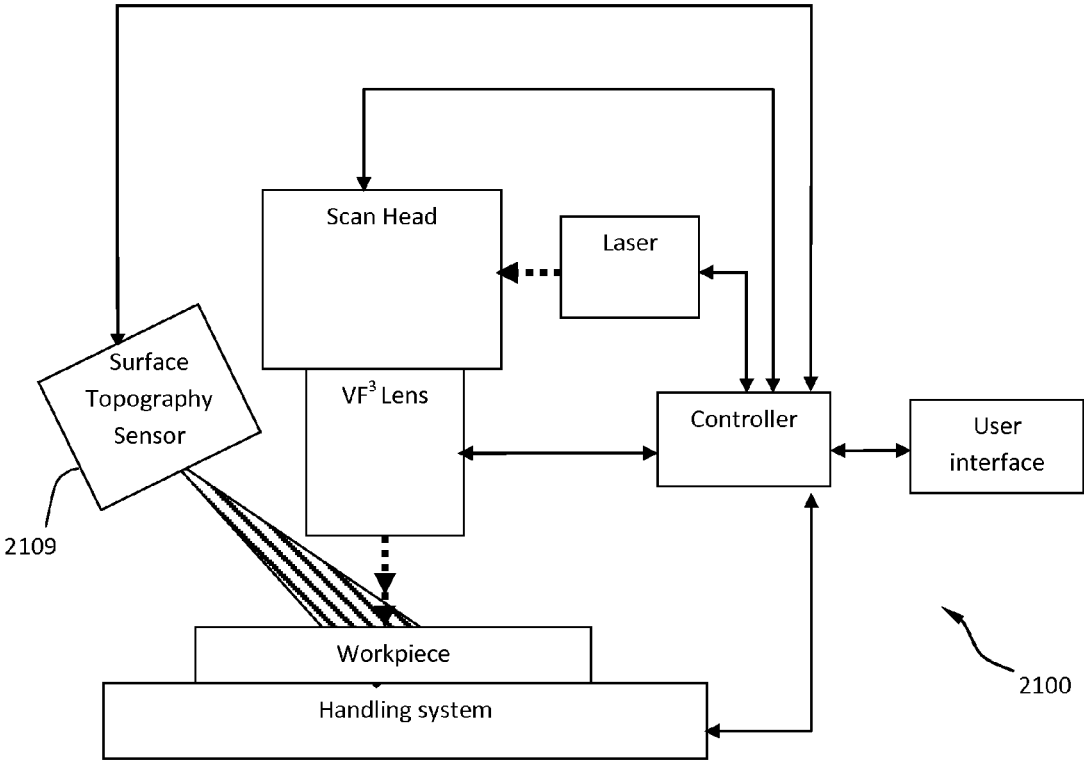 Scan Head
Laser
Surface
Topography
Sensor
VF³ Lens
Controller
User
interface
2109
Workpiece
Handling system
2100